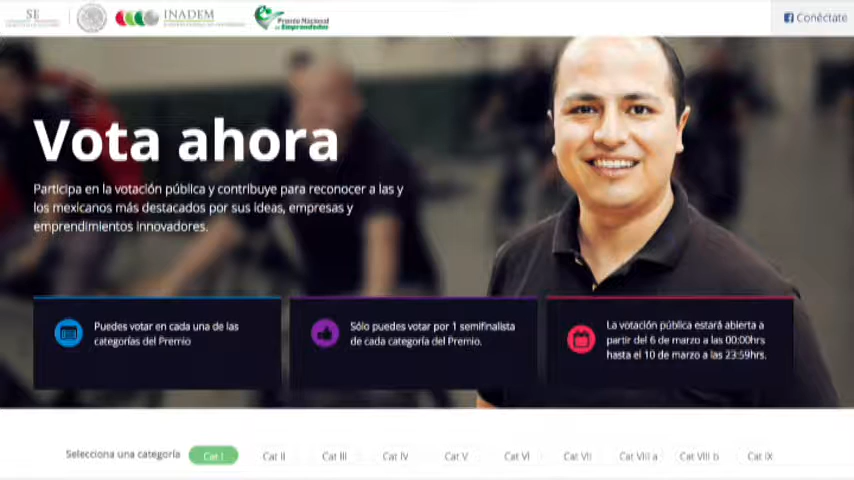 SE
INADEM
Premio Nacional
de Emprendedor
Conéctate
Vota ahora
Participa en la votación pública y contribuye para reconocer a las y
los mexicanos más destacados por sus ideas, empresas y
emprendimientos innovadores.
Puedes votar en cada una de las
categorías del Premio
Sólo puedes votar por 1 semifinalista
de cada categoría del Premio.
La votación pública estará abierta a
partir del 6 de marzo a las 00:00hrs
hasta el 10 de marzo a las 23:59hrs.
Selecciona una categoría Cat I Cat II Cat III Cat IV Cat V Cat VI Cat VII Cat VIII a Cat VIII b Cat IX